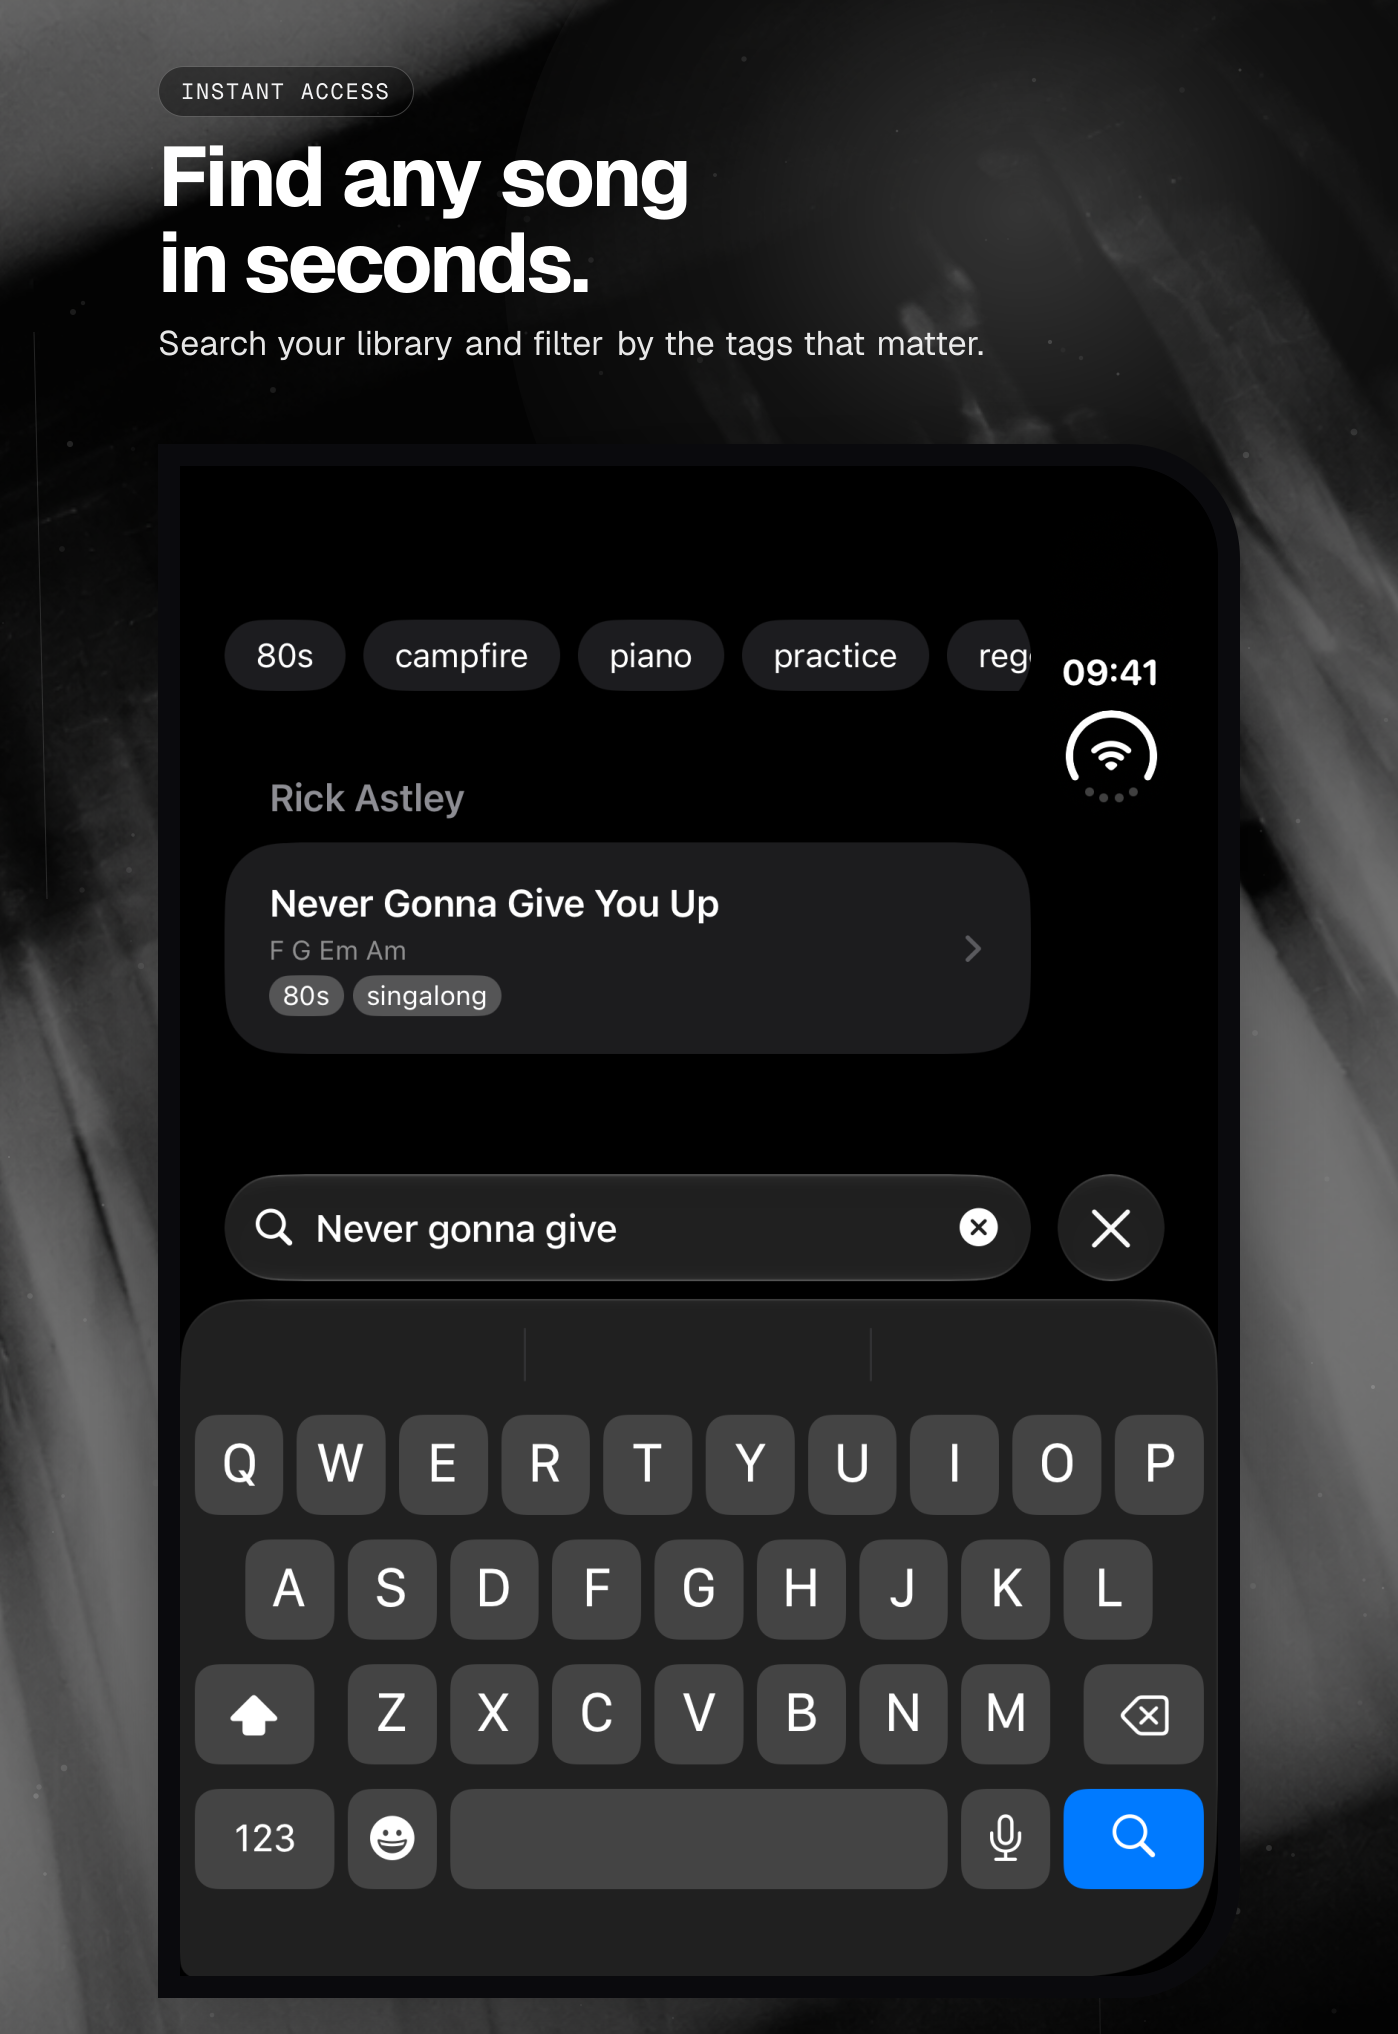 INSTANT ACCESS
Find any song
in seconds.
Search your library and filter by the tags that matter.
80s campfire piano practice reg
09:41
Rick Astley
Never Gonna Give You Up
F G Em Am
80s singalong
Never gonna give
Q W E R T Y U I O P
A S D F G H J K L
Z X C V B N M
123